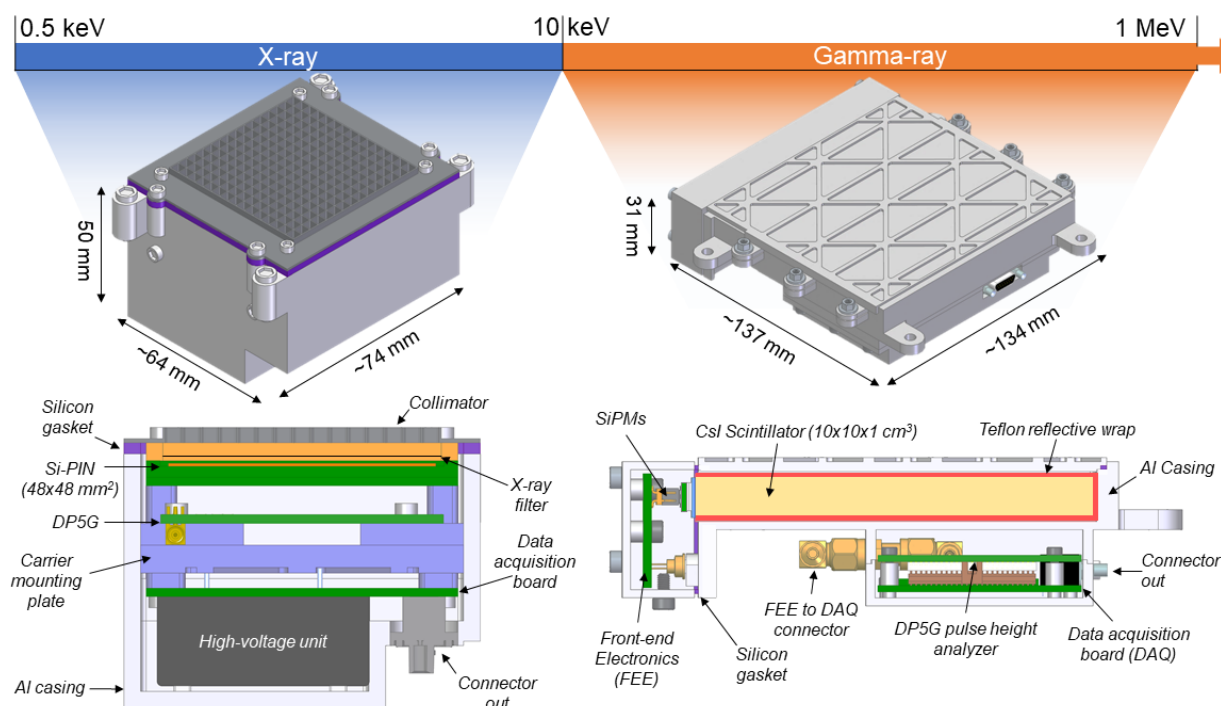 0.5 keV
10
keV
1 MeV
X-ray
Gamma-ray
50 mm
~64 mm
~74 mm
31 mm
~137 mm
~134 mm
Silicon
gasket
Collimator
Si-PIN
(48x48 mm²)
X-ray
filter
DP5G
Carrier
mounting
plate
Data
acquisition
board
High-voltage unit
Al casing
Connector
out
SiPMs
CsI Scintillator (10x10x1 cm³)
Teflon reflective wrap
Al Casing
Connector
out
FEE to DAQ
connector
DP5G pulse height
analyzer
Data acquisition
board (DAQ)
Front-end
Electronics
(FEE)
Silicon
gasket